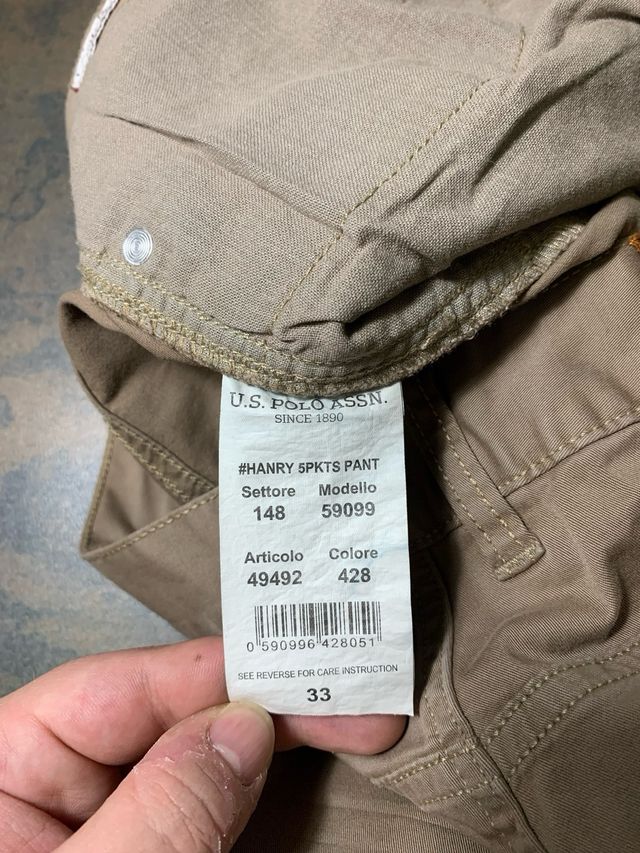 U.S. POLO ASSN.
SINCE 1890
#HANRY 5PKTS PANT
Settore Modello
148 59099
Articolo Colore
49492 428
0 590996 428051
SEE REVERSE FOR CARE INSTRUCTION
33